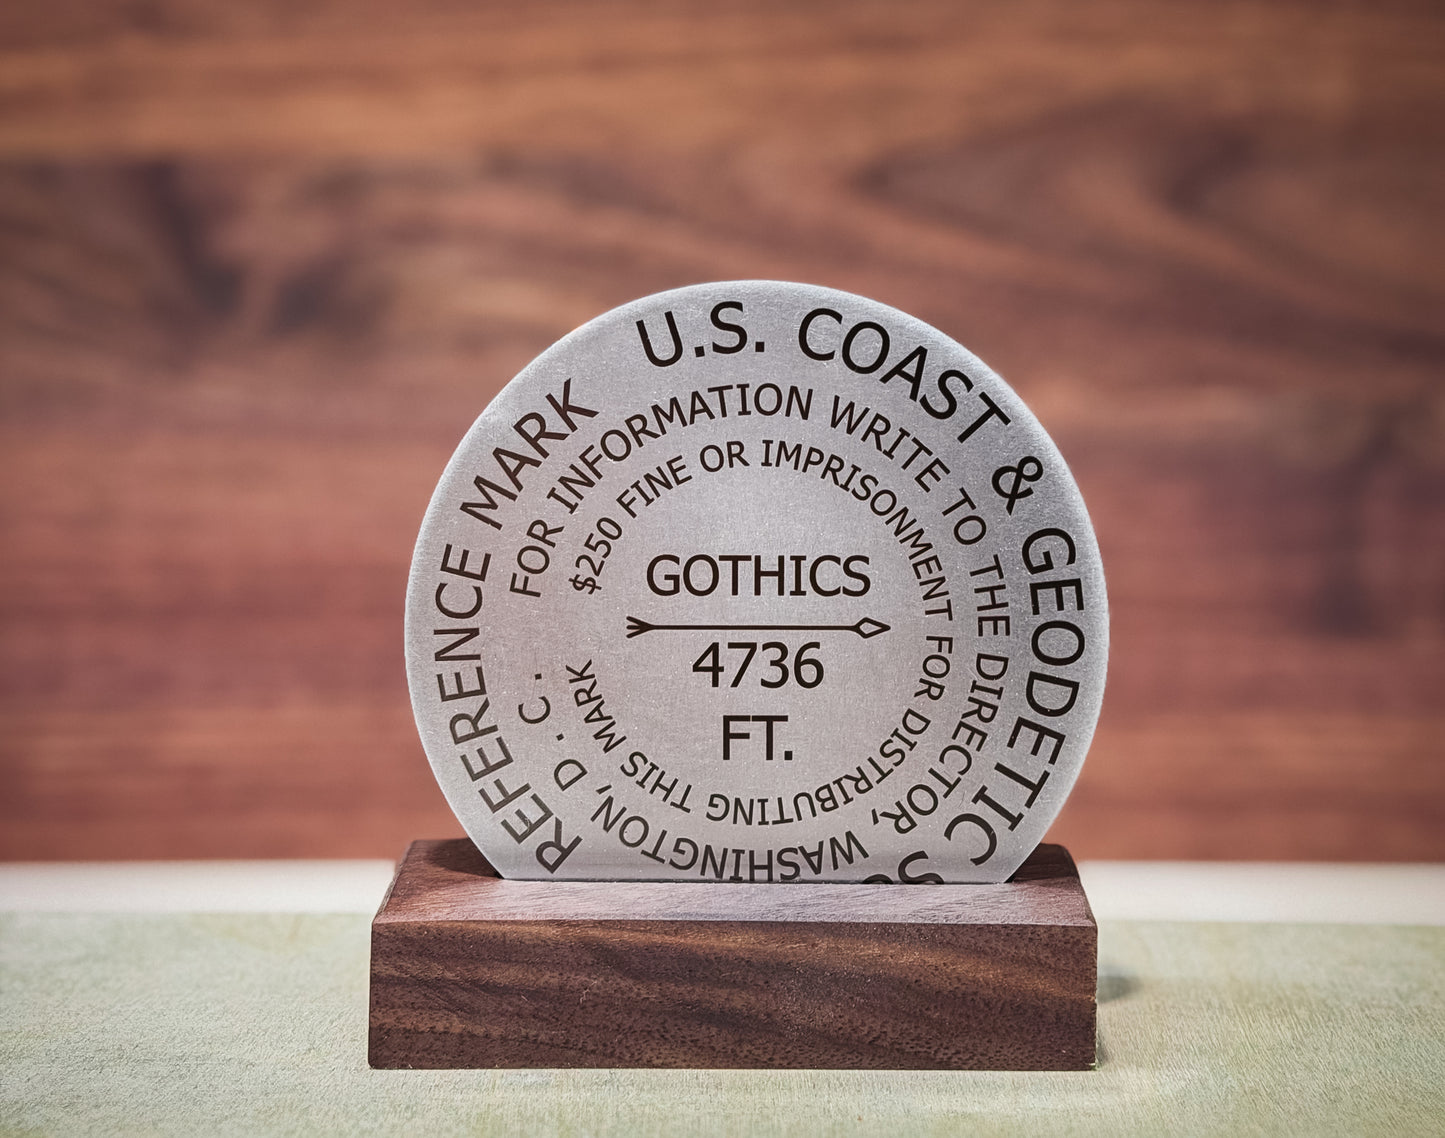 U.S. COAST & GEODETIC
REFERENCE MARK
FOR INFORMATION WRITE TO THE DIRECTOR, WASHINGTON, D.C.
$250 FINE OR IMPRISONMENT FOR DISTRIBUTING THIS MARK
GOTHICS
4736
FT.